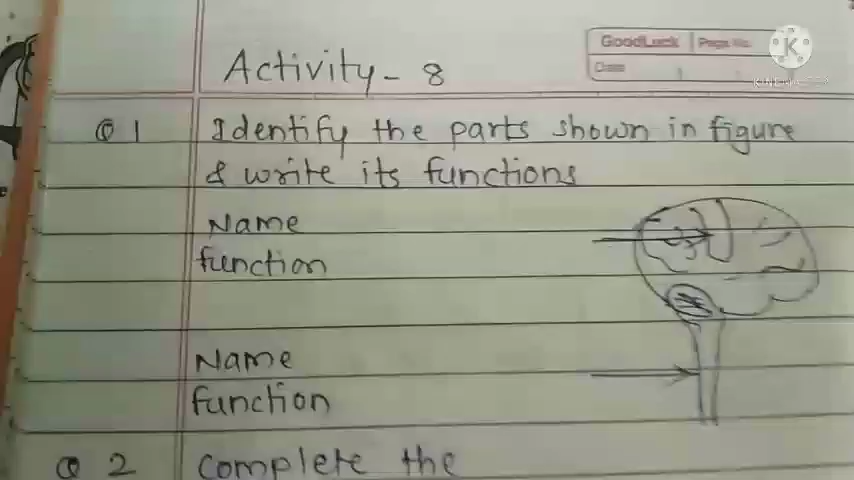 GoodLuck Page No.
Date
K
Activity - 8
Q 1 Identify the parts shown in figure
& write its functions
Name
function
Name
function
Q 2 complete the